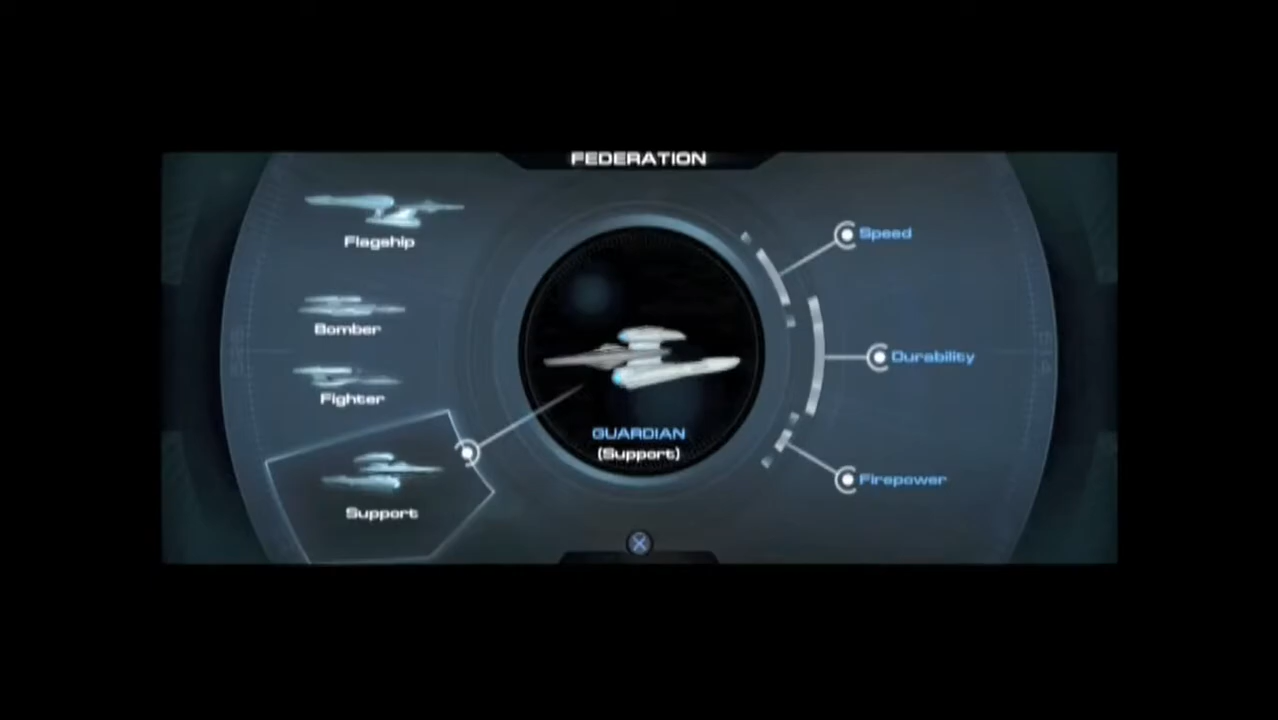 FEDERATION
Flagship
Bomber
Fighter
Support
GUARDIAN
(Support)
Speed
Durability
Firepower